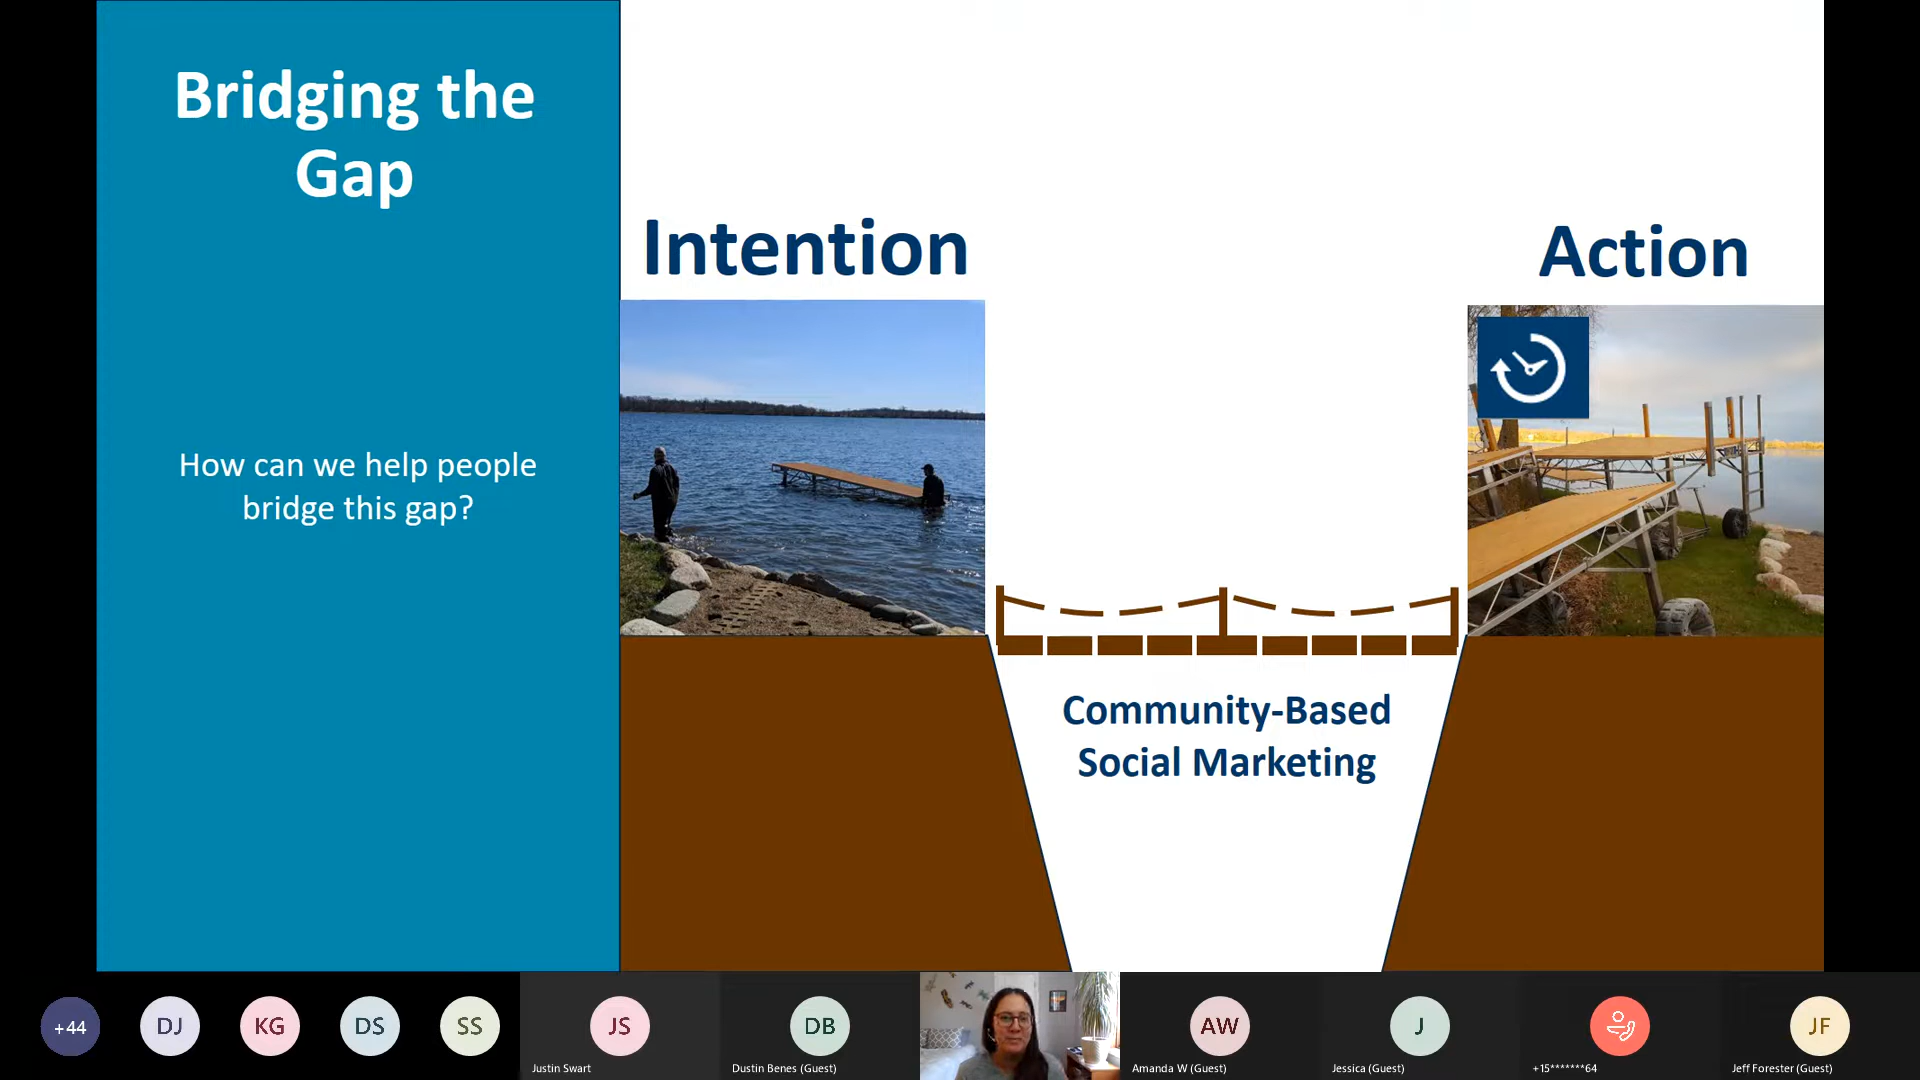 Bridging the
Gap
How can we help people
bridge this gap?
Intention
Action
Community-Based
Social Marketing
+44
DJ
KG
DS
SS
JS
Justin Swart
DB
Dustin Benes (Guest)
AW
Amanda W (Guest)
J
Jessica (Guest)
+15*******64
JF
Jeff Forester (Guest)